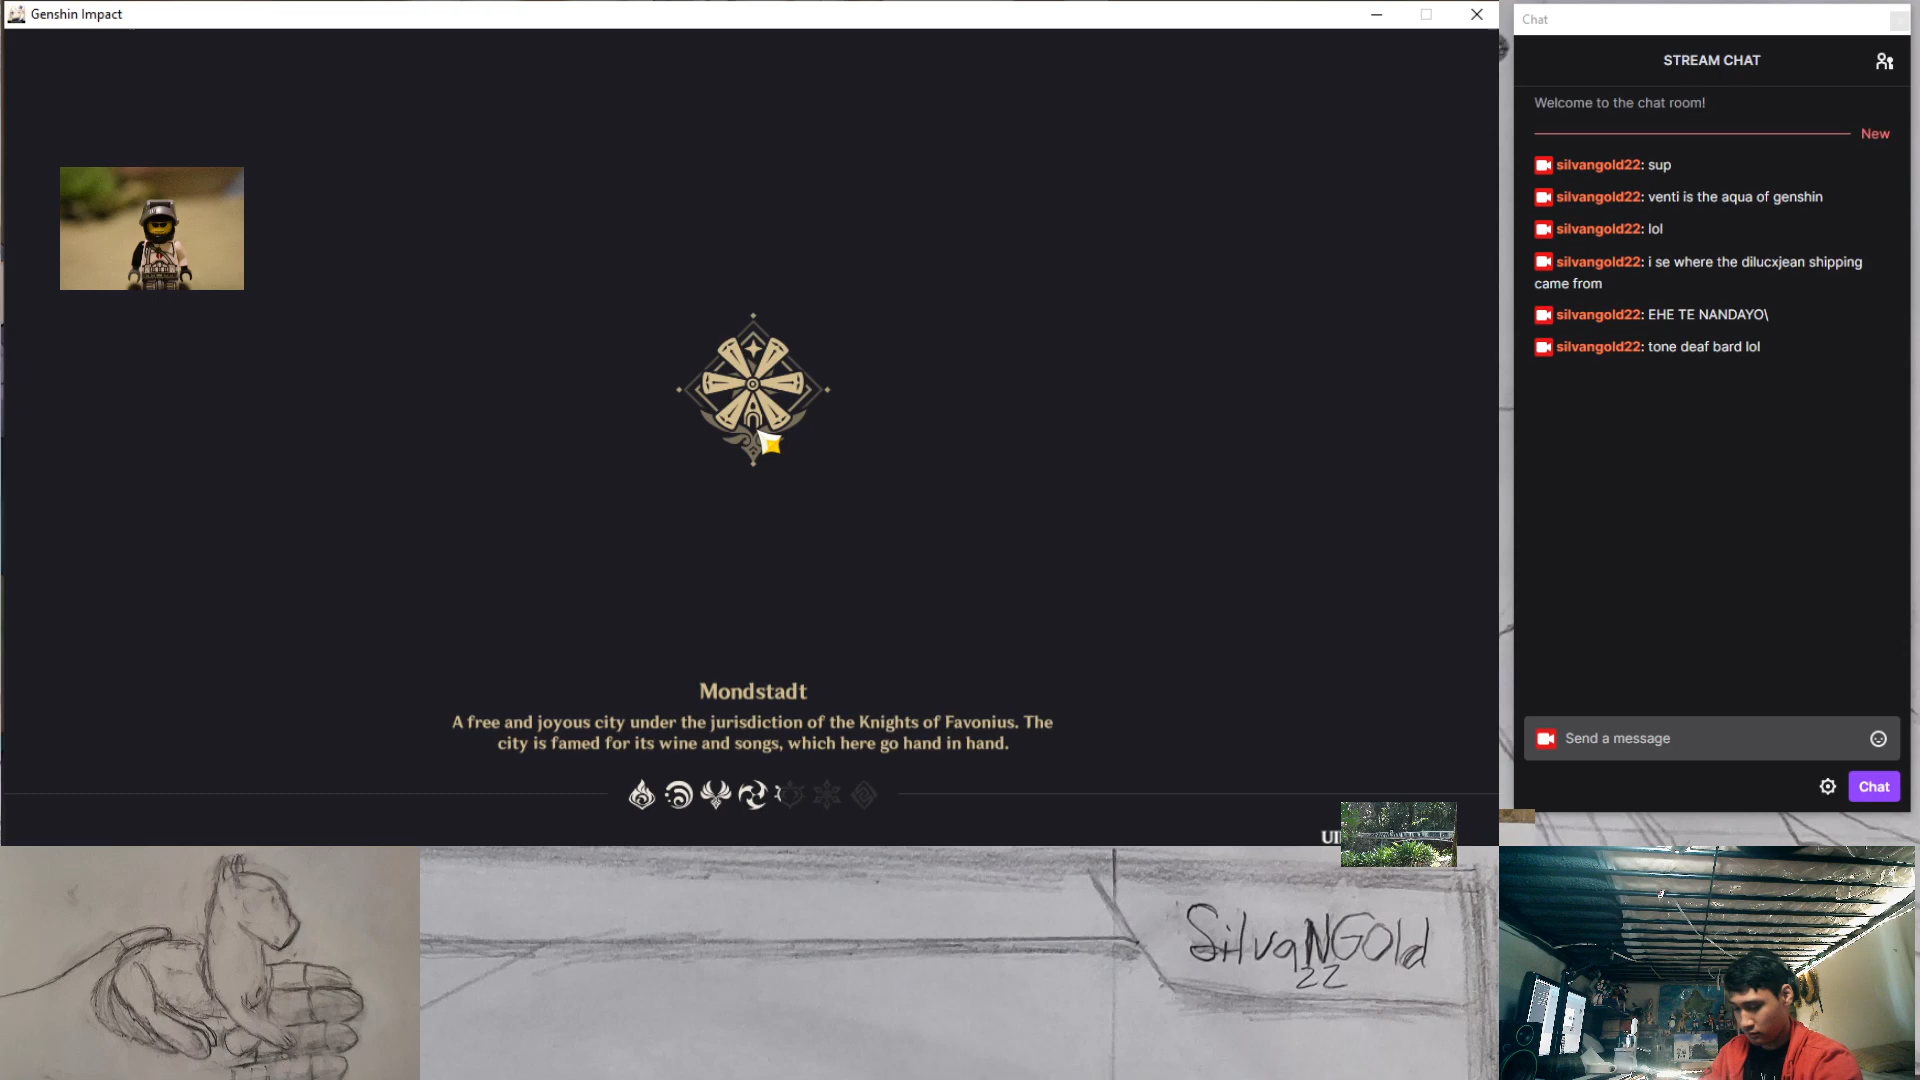 Genshin Impact
Mondstadt
A free and joyous city under the jurisdiction of the Knights of Favonius. The
city is famed for its wine and songs, which here go hand in hand.
UI
SilvaNGOld
22
Chat
STREAM CHAT
Welcome to the chat room!
New
silvangold22: sup
silvangold22: venti is the aqua of genshin
silvangold22: lol
silvangold22: i se where the dilucxjean shipping
came from
silvangold22: EHE TE NANDAYO\
silvangold22: tone deaf bard lol
Send a message
Chat